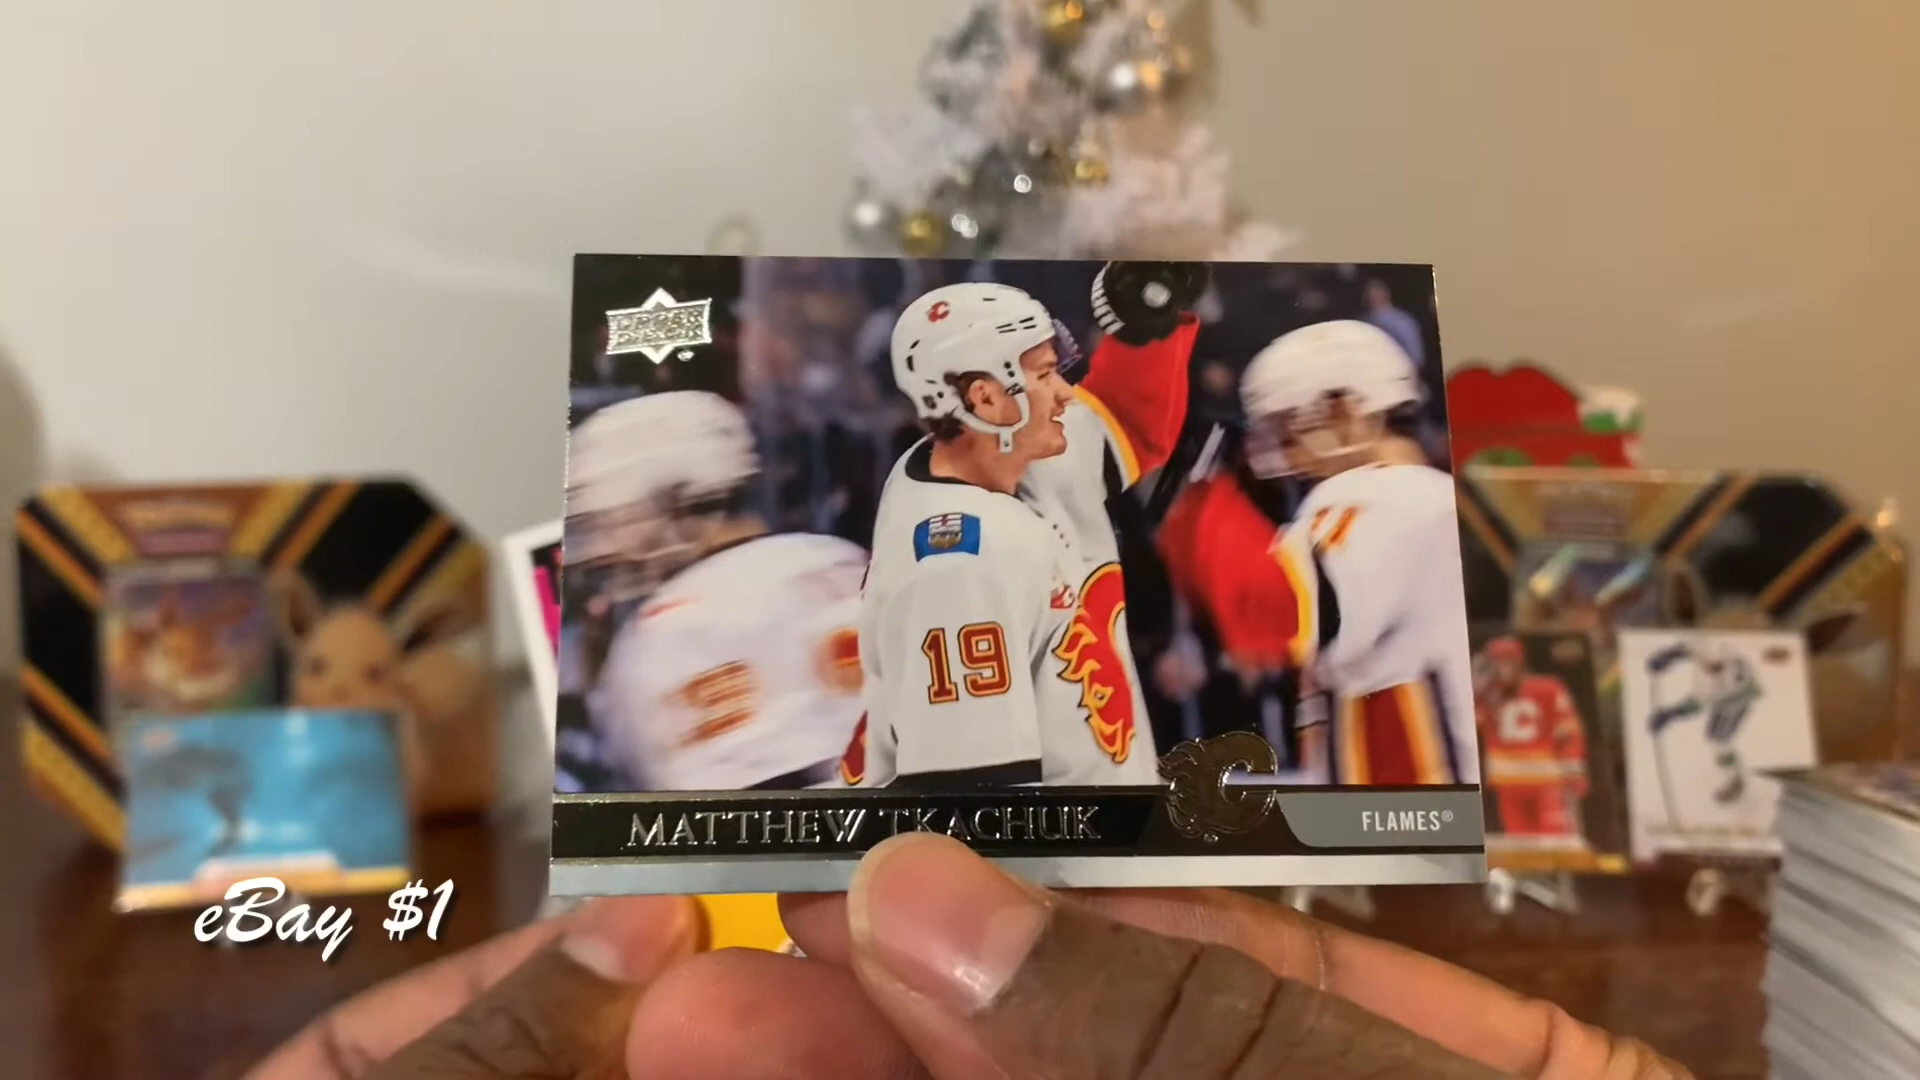 UPPER DECK
19
MATTHEW TKACHUK
FLAMES®
eBay $1